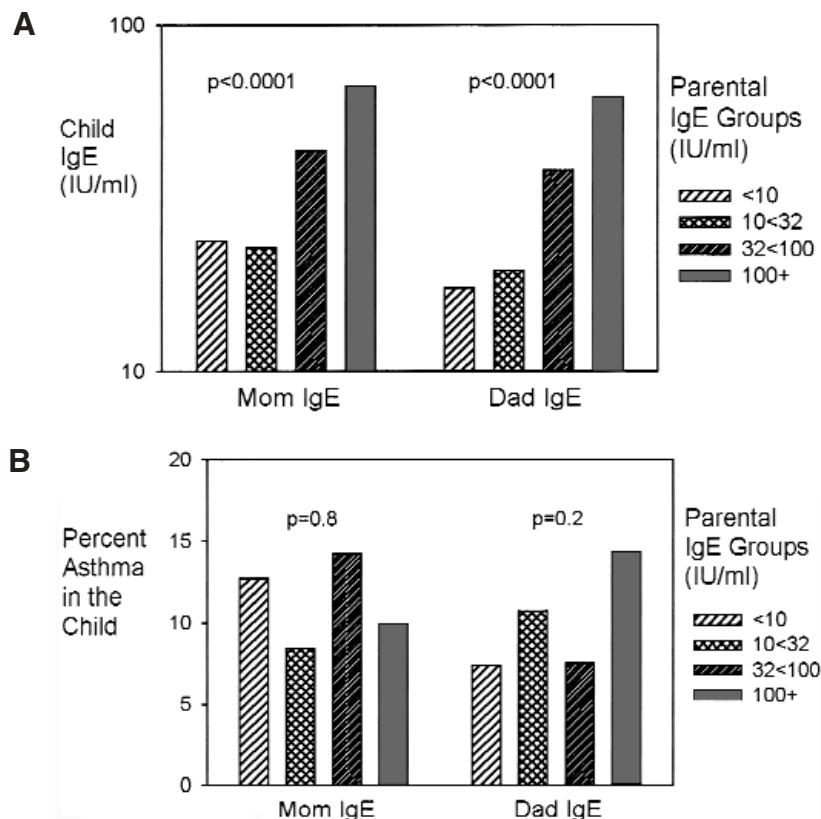 A
100
p<0.0001
p<0.0001
Child
IgE
(IU/ml)
10
Mom IgE
Dad IgE
Parental
IgE Groups
(IU/ml)
<10
10<32
32<100
100+
B
20
15
10
5
0
p=0.8
p=0.2
Percent
Asthma
in the
Child
Mom IgE
Dad IgE
Parental
IgE Groups
(IU/ml)
<10
10<32
32<100
100+